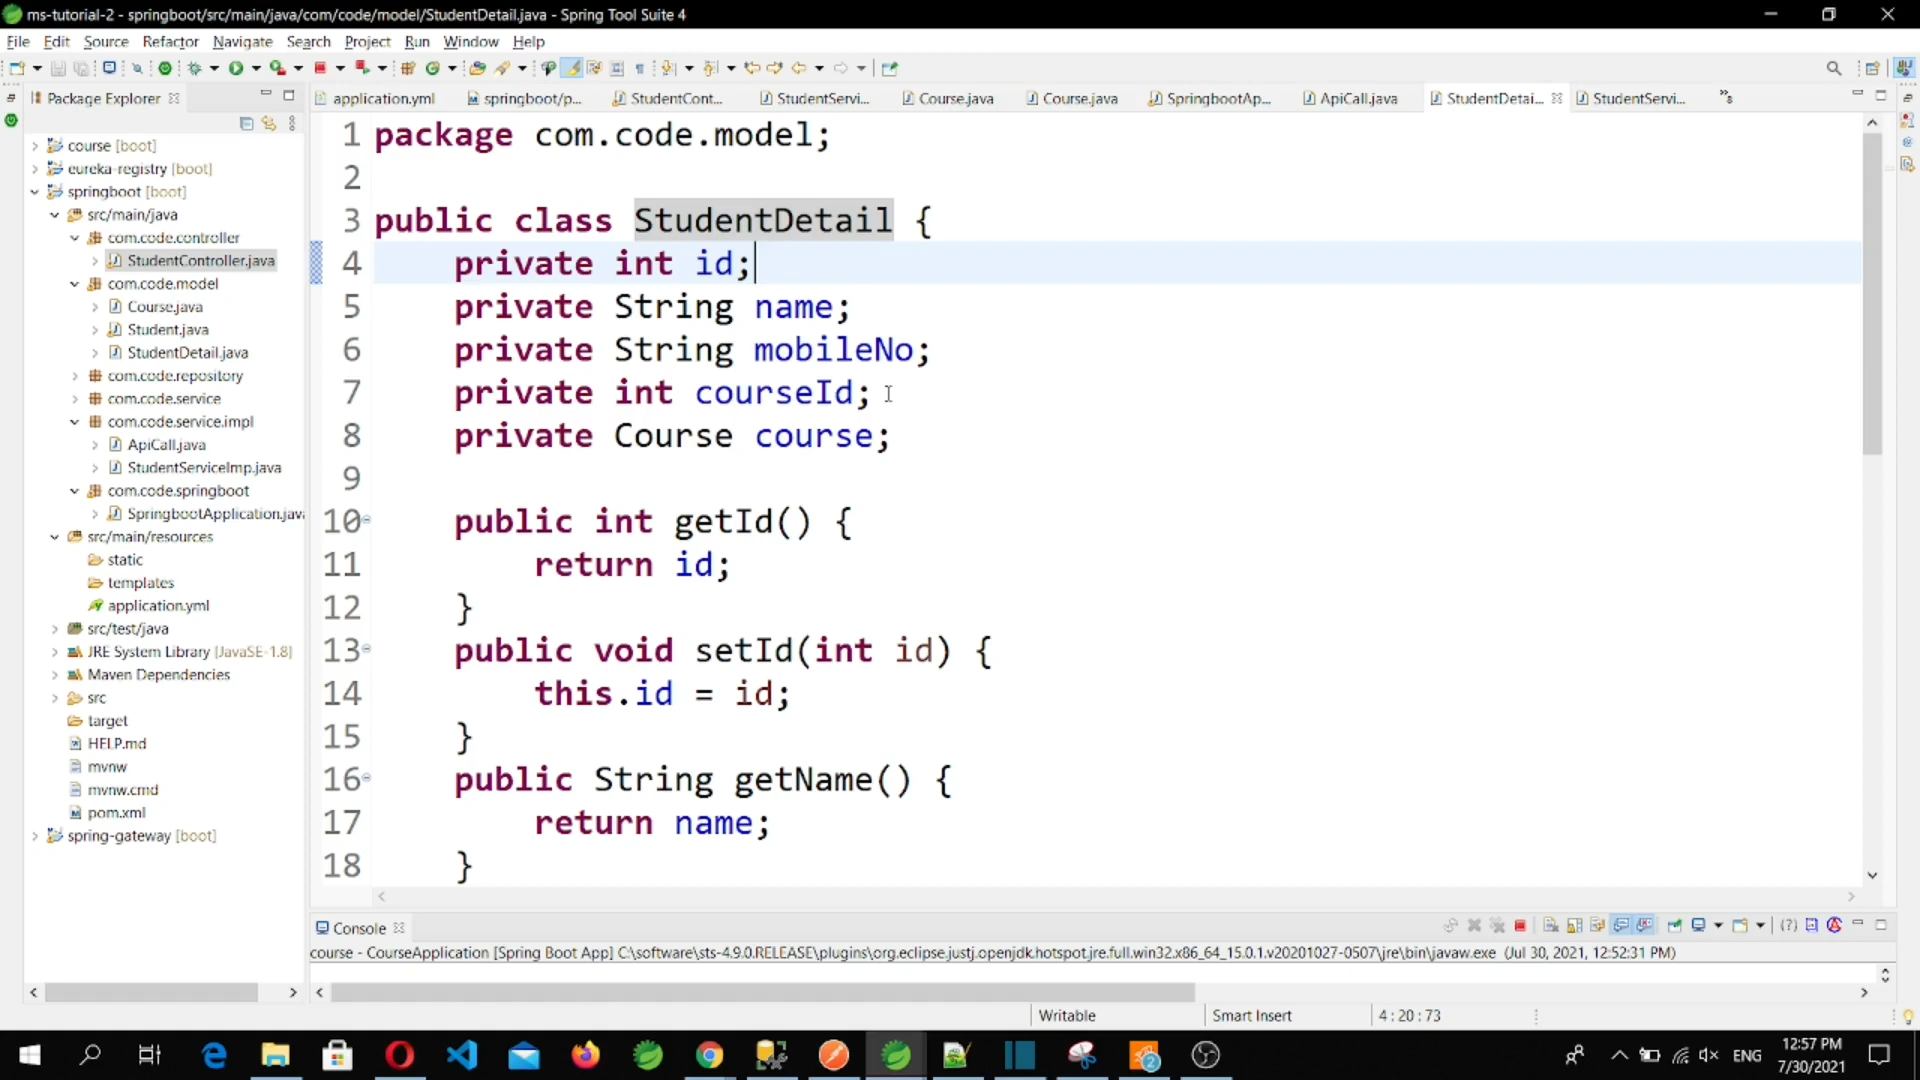 ms-tutorial-2 - springboot/src/main/java/com/code/model/StudentDetail.java - Spring Tool Suite 4
File Edit Source Refactor Navigate Search Project Run Window Help
Package Explorer
application.yml springboot/p... StudentCont... StudentServi... Course.java Course.java SpringbootAp... ApiCall.java StudentDetai... StudentServi... »8
course [boot]
eureka-registry [boot]
springboot [boot]
src/main/java
com.code.controller
StudentController.java
com.code.model
Course.java
Student.java
StudentDetail.java
com.code.repository
com.code.service
com.code.service.impl
ApiCall.java
StudentServiceImp.java
com.code.springboot
SpringbootApplication.java
src/main/resources
static
templates
application.yml
src/test/java
JRE System Library [JavaSE-1.8]
Maven Dependencies
src
target
HELP.md
mvnw
mvnw.cmd
pom.xml
spring-gateway [boot]
1 package com.code.model;
2
3 public class StudentDetail {
4 private int id;
5 private String name;
6 private String mobileNo;
7 private int courseId;
8 private Course course;
9
10 public int getId() {
11 return id;
12 }
13 public void setId(int id) {
14 this.id = id;
15 }
16 public String getName() {
17 return name;
18 }
Console
course - CourseApplication [Spring Boot App] C:\software\sts-4.9.0.RELEASE\plugins\org.eclipse.justj.openjdk.hotspot.jre.full.win32.x86_64_15.0.1.v20201027-0507\jre\bin\javaw.exe (Jul 30, 2021, 12:52:31 PM)
Writable Smart Insert 4 : 20 : 73
ENG
12:57 PM
7/30/2021